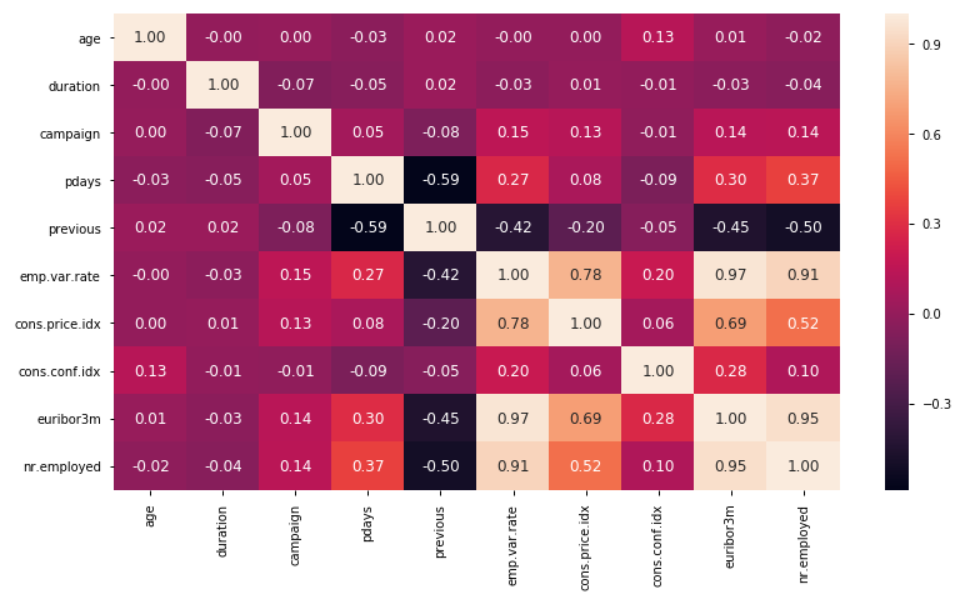 age 1.00 -0.00 0.00 -0.03 0.02 -0.00 0.00 0.13 0.01 -0.02
duration -0.00 1.00 -0.07 -0.05 0.02 -0.03 0.01 -0.01 -0.03 -0.04
campaign 0.00 -0.07 1.00 0.05 -0.08 0.15 0.13 -0.01 0.14 0.14
pdays -0.03 -0.05 0.05 1.00 -0.59 0.27 0.08 -0.09 0.30 0.37
previous 0.02 0.02 -0.08 -0.59 1.00 -0.42 -0.20 -0.05 -0.45 -0.50
emp.var.rate -0.00 -0.03 0.15 0.27 -0.42 1.00 0.78 0.20 0.97 0.91
cons.price.idx 0.00 0.01 0.13 0.08 -0.20 0.78 1.00 0.06 0.69 0.52
cons.conf.idx 0.13 -0.01 -0.01 -0.09 -0.05 0.20 0.06 1.00 0.28 0.10
euribor3m 0.01 -0.03 0.14 0.30 -0.45 0.97 0.69 0.28 1.00 0.95
nr.employed -0.02 -0.04 0.14 0.37 -0.50 0.91 0.52 0.10 0.95 1.00
age duration campaign pdays previous emp.var.rate cons.price.idx cons.conf.idx euribor3m nr.employed
0.9
0.6
0.3
0.0
−0.3